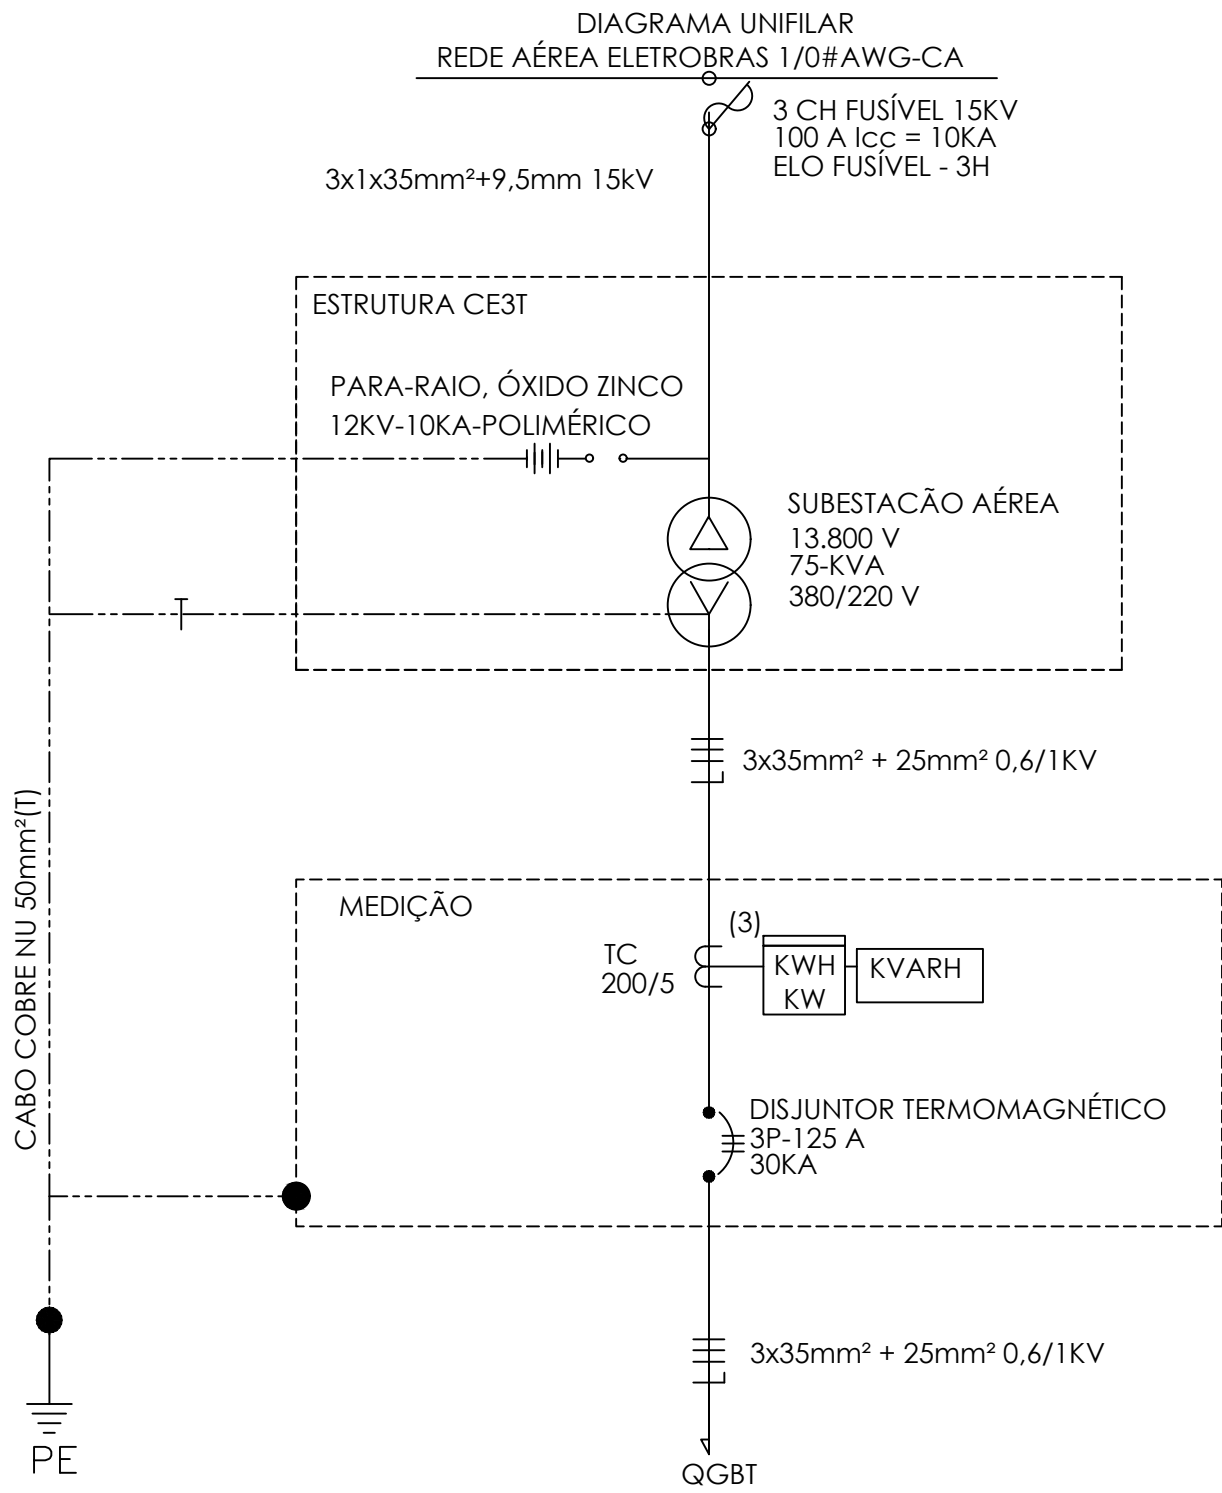 DIAGRAMA UNIFILAR
REDE AÉREA ELETROBRAS 1/0#AWG-CA
3 CH FUSÍVEL 15KV
100 A Icc = 10KA
ELO FUSÍVEL - 3H
3x1x35mm²+9,5mm 15kV
ESTRUTURA CE3T
PARA-RAIO, ÓXIDO ZINCO
12KV-10KA-POLIMÉRICO
SUBESTACÃO AÉREA
13.800 V
75-KVA
380/220 V
T
3x35mm² + 25mm² 0,6/1KV
CABO COBRE NU 50mm²(T)
MEDIÇÃO
(3)
TC
200/5
KWH
KW
KVARH
DISJUNTOR TERMOMAGNÉTICO
3P-125 A
30KA
3x35mm² + 25mm² 0,6/1KV
PE
QGBT